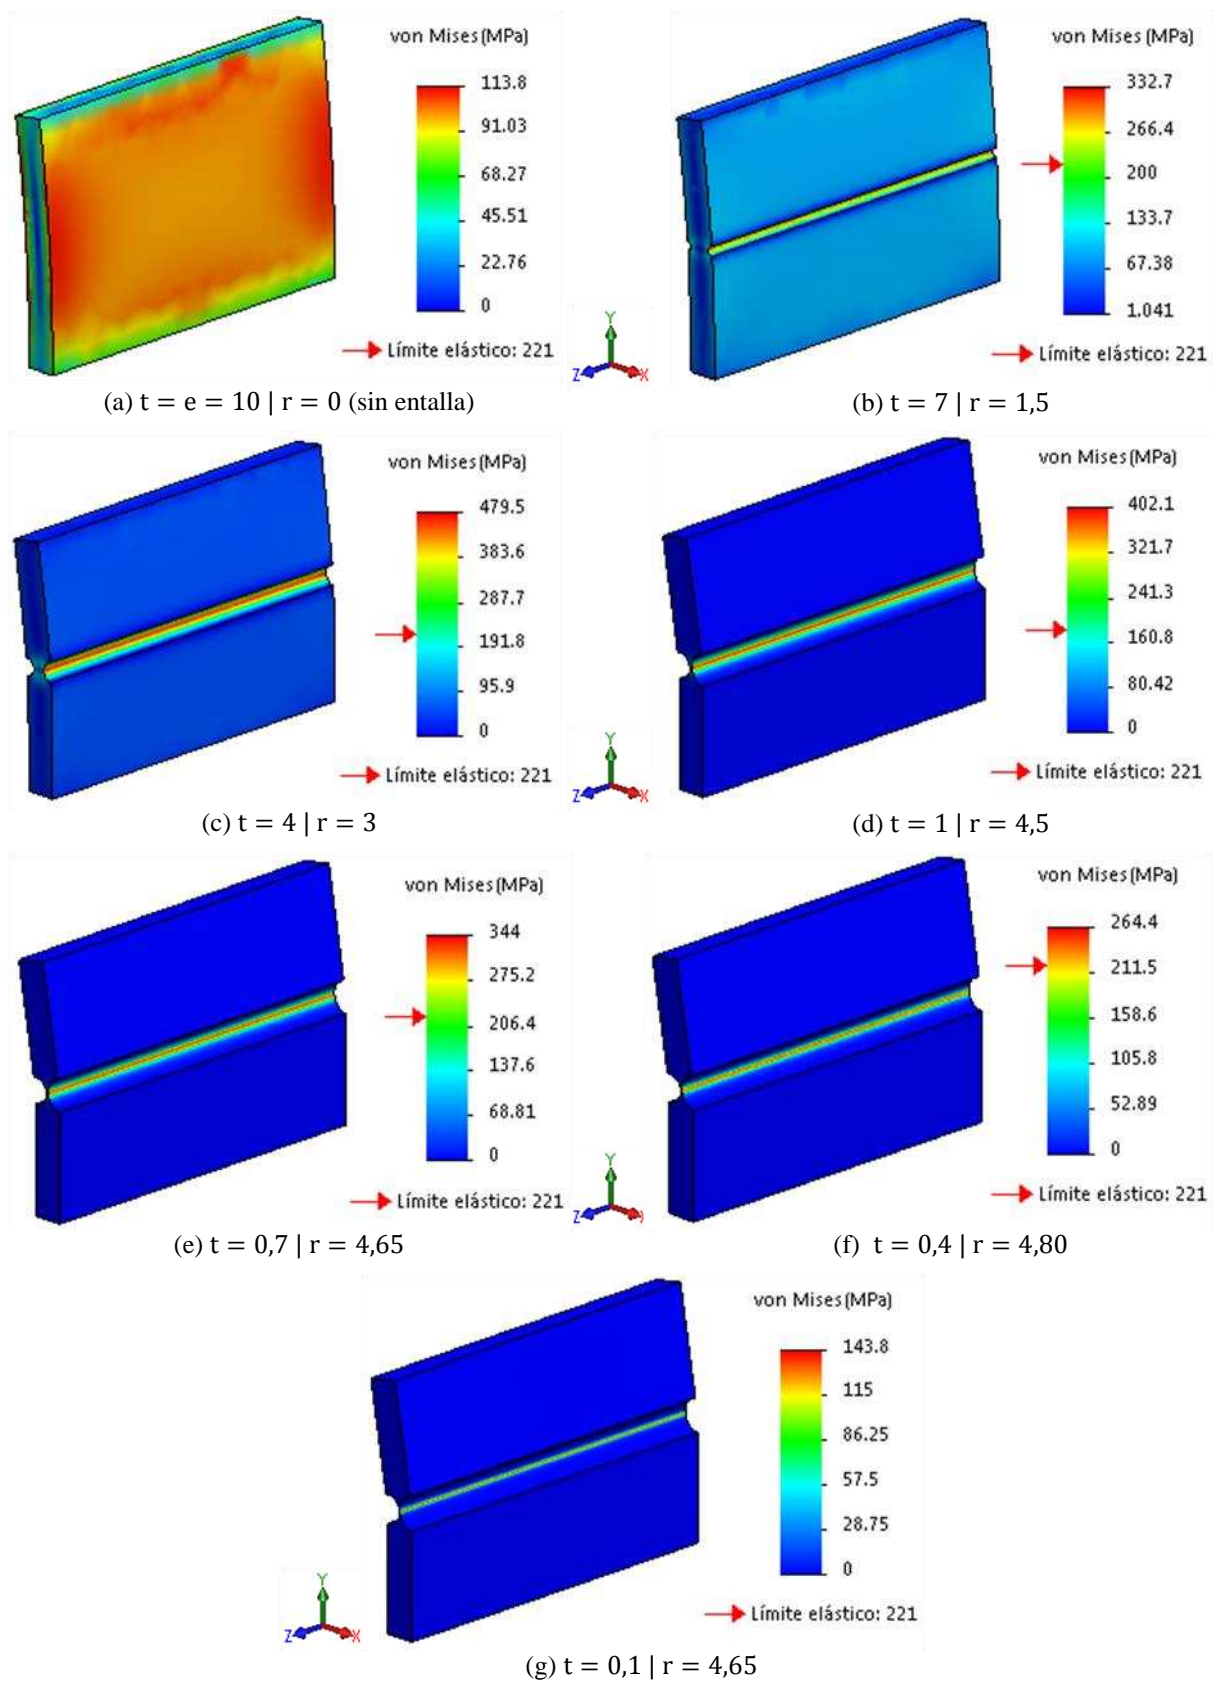 von Mises (MPa)
113.8
91.03
68.27
45.51
22.76
0
Límite elástico: 221
(a) t = e = 10 | r = 0 (sin entalla)
von Mises (MPa)
332.7
266.4
200
133.7
67.38
1.041
Límite elástico: 221
Y
Z
X
(b) t = 7 | r = 1,5
von Mises (MPa)
479.5
383.6
287.7
191.8
95.9
0
Límite elástico: 221
(c) t = 4 | r = 3
von Mises (MPa)
402.1
321.7
241.3
160.8
80.42
0
Límite elástico: 221
Y
Z
X
(d) t = 1 | r = 4,5
von Mises (MPa)
344
275.2
206.4
137.6
68.81
0
Límite elástico: 221
(e) t = 0,7 | r = 4,65
von Mises (MPa)
264.4
211.5
158.6
105.8
52.89
0
Límite elástico: 221
Y
Z
X
(f) t = 0,4 | r = 4,80
von Mises (MPa)
143.8
115
86.25
57.5
28.75
0
Límite elástico: 221
Y
Z
X
(g) t = 0,1 | r = 4,65